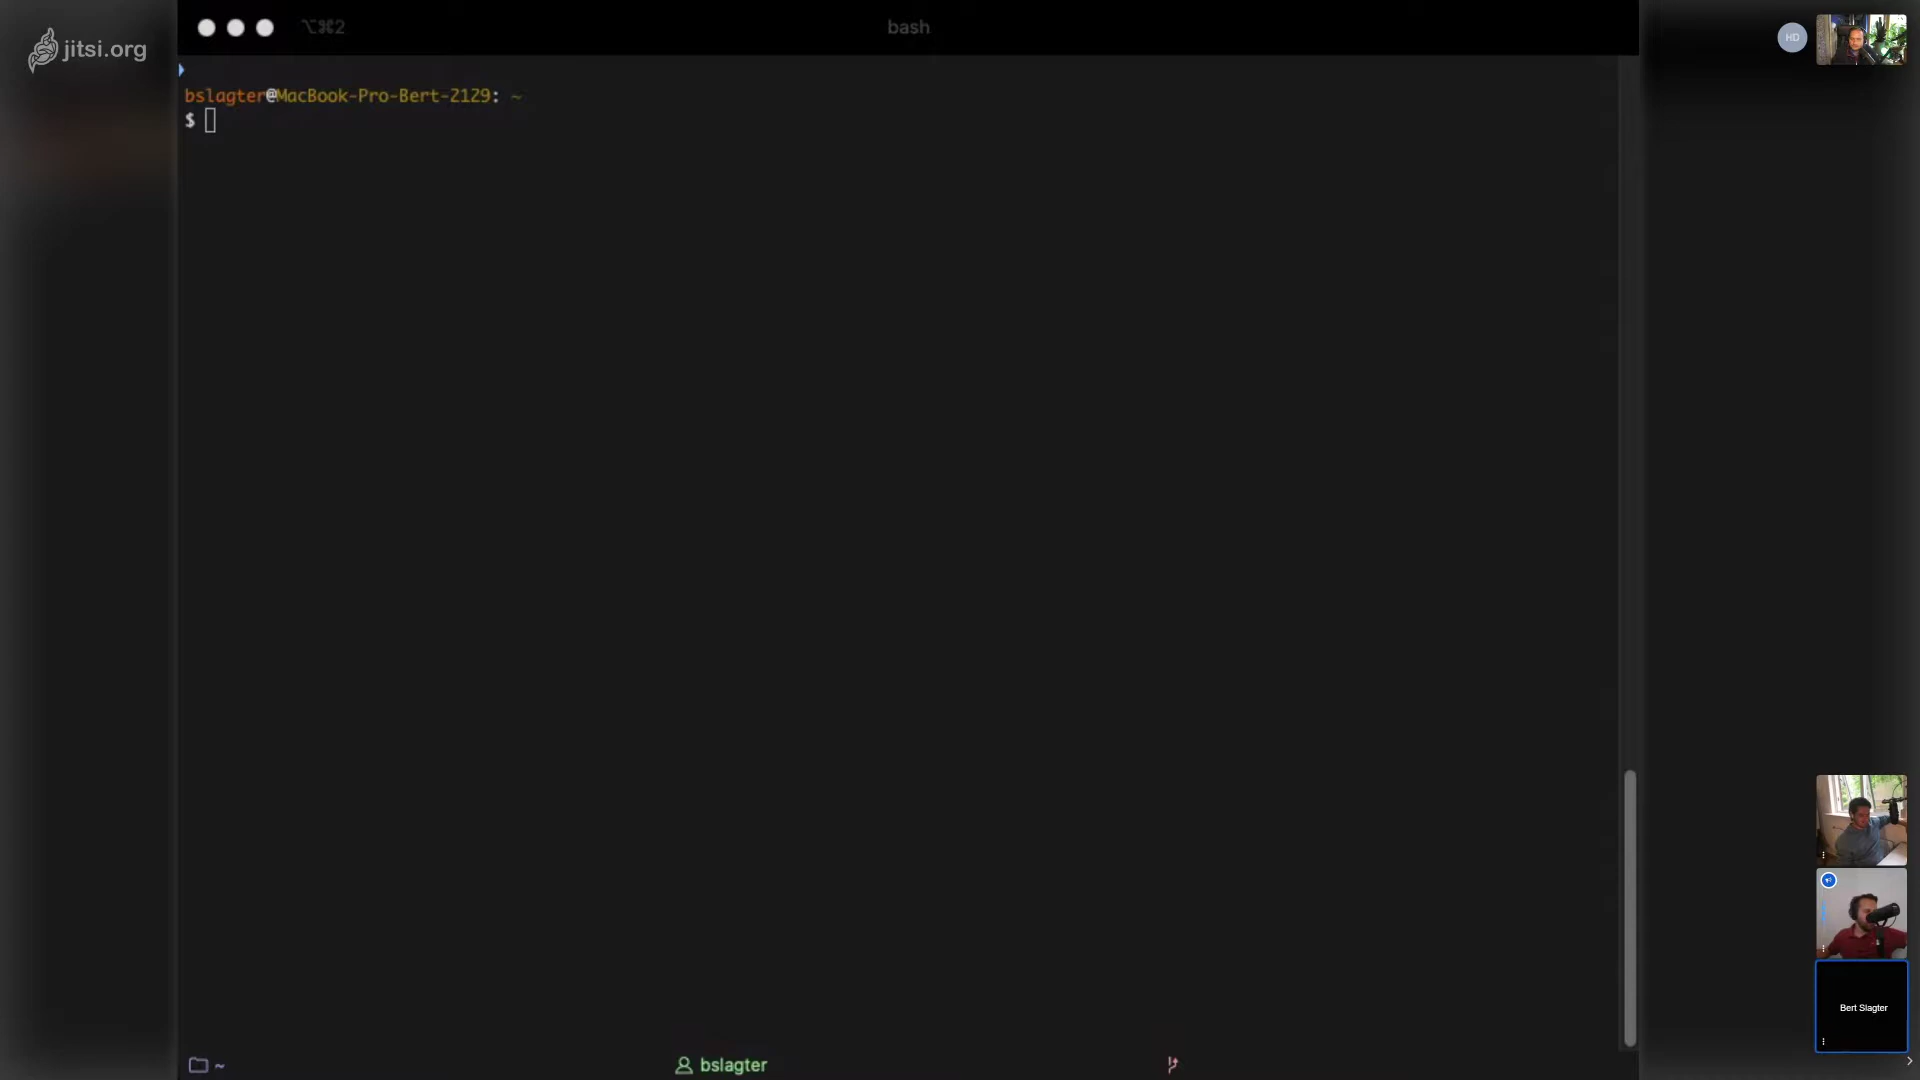 jitsi.org
⌥⌘2
bash
HD
bslagter@MacBook-Pro-Bert-2129: ~
$
Bert Slagter
~
bslagter